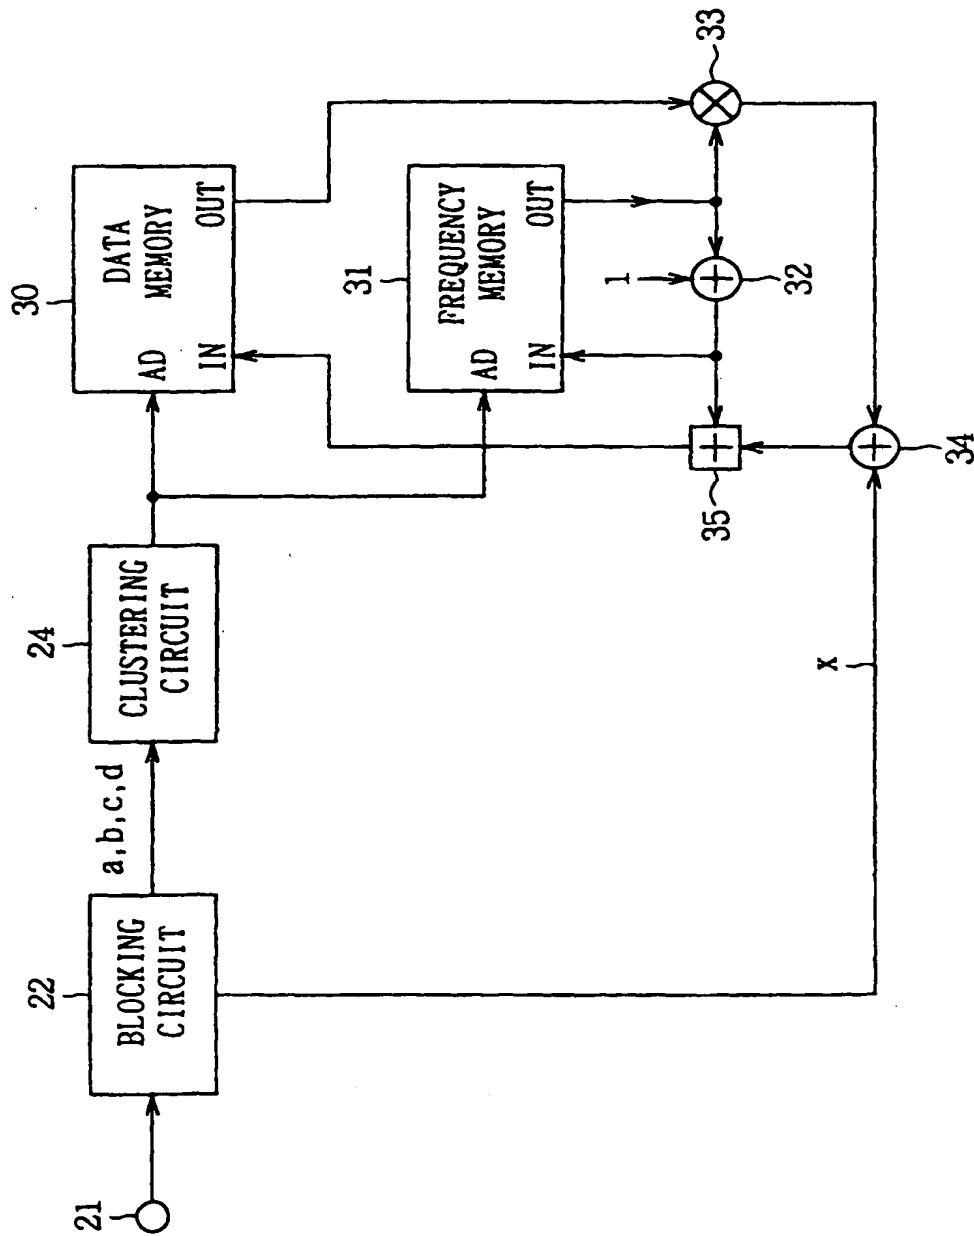 21
22
BLOCKING
CIRCUIT
a,b,c,d
24
CLUSTERING
CIRCUIT
30
DATA
MEMORY
AD
IN
OUT
31
FREQUENCY
MEMORY
AD
IN
OUT
1
32
33
35
34
x